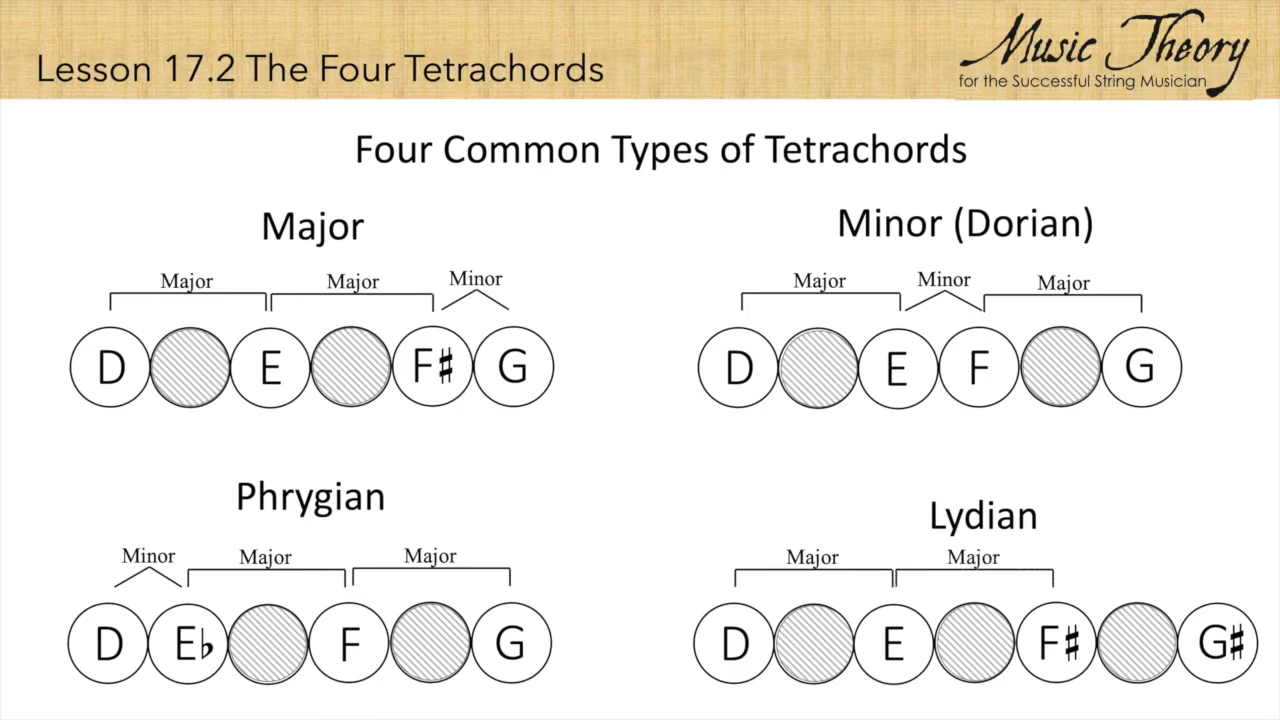 Lesson 17.2 The Four Tetrachords
Music Theory
for the Successful String Musician
Four Common Types of Tetrachords
Major
Major Major Minor
D E F♯ G
Minor (Dorian)
Major Minor Major
D E F G
Phrygian
Minor Major Major
D E♭ F G
Lydian
Major Major
D E F♯ G♯